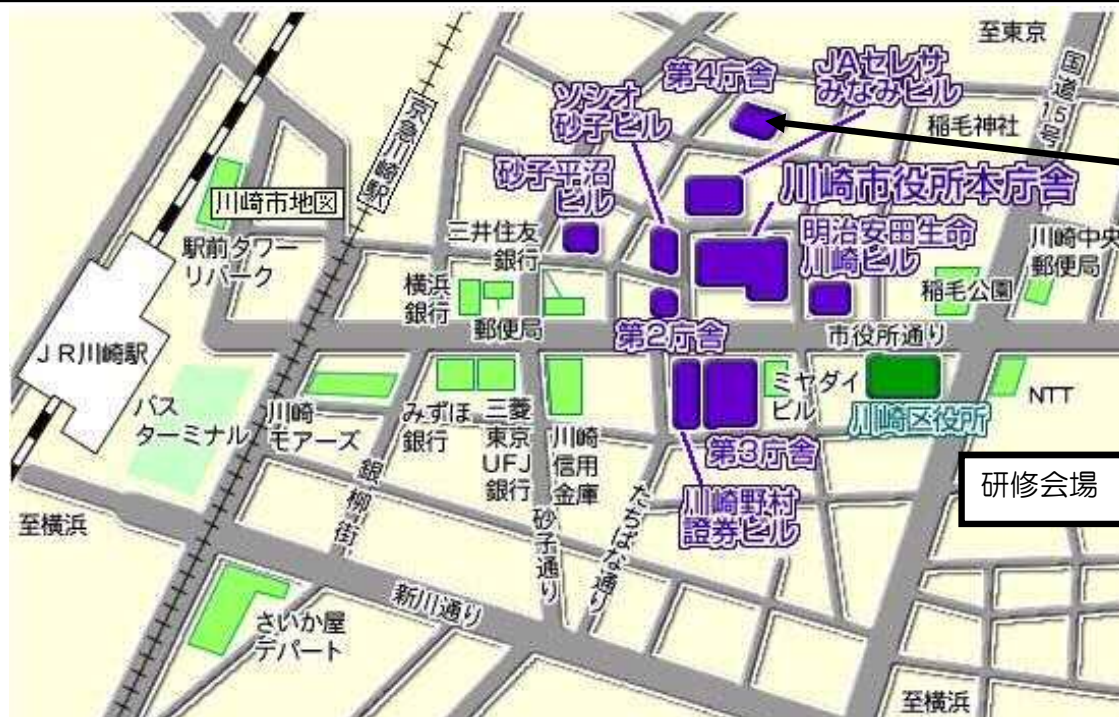 至東京
国道15号
JAセレサ
みなみビル
第4庁舎
ソシオ
砂子ビル
稲毛神社
京急川崎駅
砂子平沼
ビル
川崎市役所本庁舎
川崎市地図
三井住友
銀行
明治安田生命
川崎ビル
川崎中央
郵便局
駅前タワー
リパーク
横浜
銀行
稲毛公園
郵便局
第2庁舎
市役所通り
JR川崎駅
ミヤダイ
ビル
NTT
バス
ターミナル
川崎
モアーズ
みずほ
銀行
三菱
東京
UFJ
銀行
川崎
信用
金庫
川崎区役所
第3庁舎
銀柳街
研修会場
川崎野村
證券ビル
至横浜
砂子通り
たちばな通り
新川通り
さいか屋
デパート
至横浜